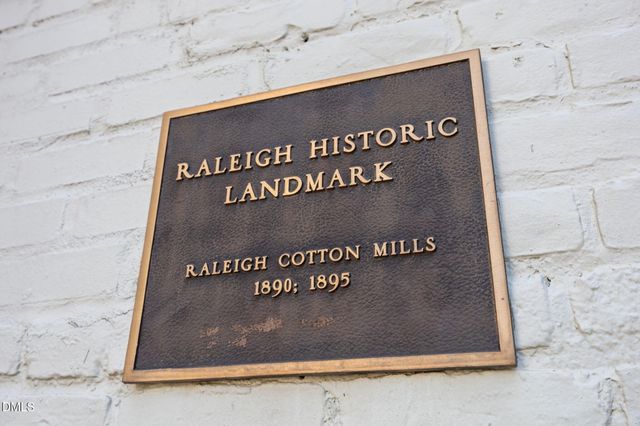 RALEIGH HISTORIC
LANDMARK
RALEIGH COTTON MILLS
1890; 1895
DMLS